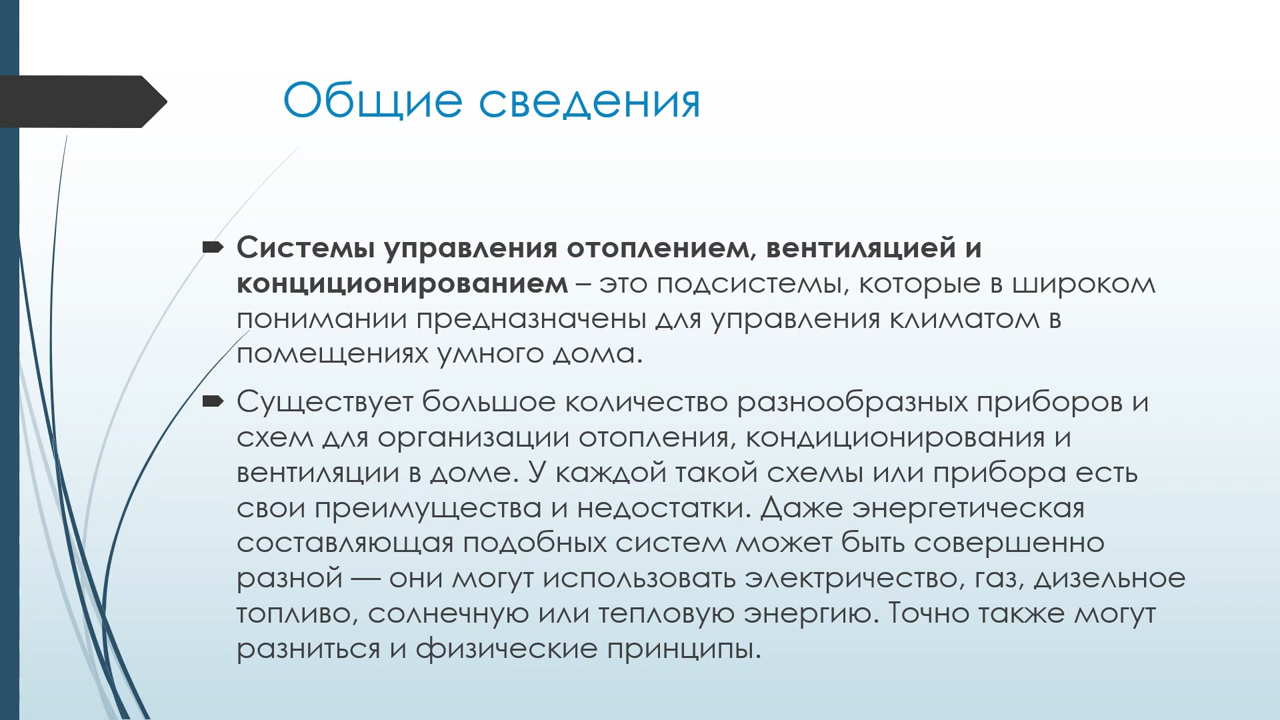 Общие сведения
Системы управления отоплением, вентиляцией и
конциционированием – это подсистемы, которые в широком
понимании предназначены для управления климатом в
помещениях умного дома.
Существует большое количество разнообразных приборов и
схем для организации отопления, кондиционирования и
вентиляции в доме. У каждой такой схемы или прибора есть
свои преимущества и недостатки. Даже энергетическая
составляющая подобных систем может быть совершенно
разной — они могут использовать электричество, газ, дизельное
топливо, солнечную или тепловую энергию. Точно также могут
разниться и физические принципы.